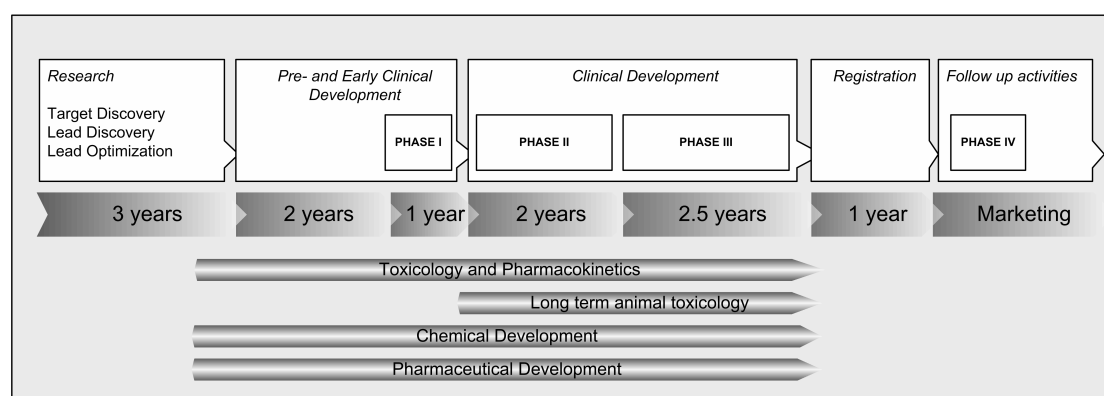 Research
Target Discovery
Lead Discovery
Lead Optimization
Pre- and Early Clinical
Development
PHASE I
Clinical Development
PHASE II
PHASE III
Registration
Follow up activities
PHASE IV
3 years
2 years
1 year
2 years
2.5 years
1 year
Marketing
Toxicology and Pharmacokinetics
Long term animal toxicology
Chemical Development
Pharmaceutical Development